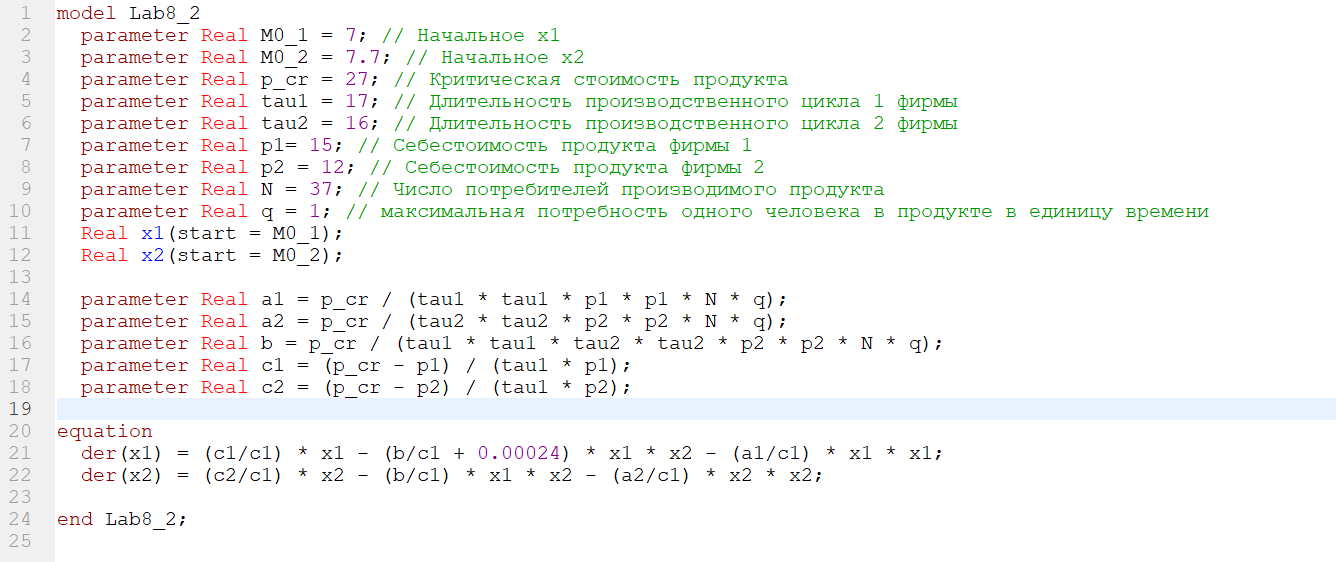 1 model Lab8_2
2 parameter Real M0_1 = 7; // Начальное x1
3 parameter Real M0_2 = 7.7; // Начальное x2
4 parameter Real p_cr = 27; // Критическая стоимость продукта
5 parameter Real tau1 = 17; // Длительность производственного цикла 1 фирмы
6 parameter Real tau2 = 16; // Длительность производственного цикла 2 фирмы
7 parameter Real p1= 15; // Себестоимость продукта фирмы 1
8 parameter Real p2 = 12; // Себестоимость продукта фирмы 2
9 parameter Real N = 37; // Число потребителей производимого продукта
10 parameter Real q = 1; // максимальная потребность одного человека в продукте в единицу времени
11 Real x1(start = M0_1);
12 Real x2(start = M0_2);
13
14 parameter Real a1 = p_cr / (tau1 * tau1 * p1 * p1 * N * q);
15 parameter Real a2 = p_cr / (tau2 * tau2 * p2 * p2 * N * q);
16 parameter Real b = p_cr / (tau1 * tau1 * tau2 * tau2 * p2 * p2 * N * q);
17 parameter Real c1 = (p_cr - p1) / (tau1 * p1);
18 parameter Real c2 = (p_cr - p2) / (tau1 * p2);
19
20 equation
21 der(x1) = (c1/c1) * x1 - (b/c1 + 0.00024) * x1 * x2 - (a1/c1) * x1 * x1;
22 der(x2) = (c2/c1) * x2 - (b/c1) * x1 * x2 - (a2/c1) * x2 * x2;
23
24 end Lab8_2;
25